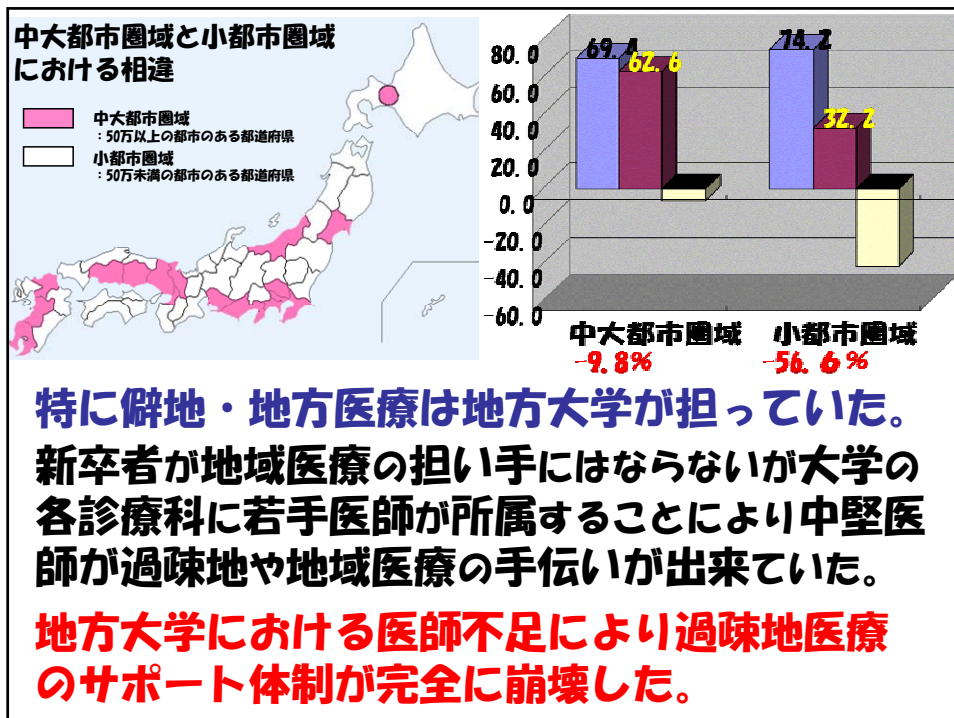 中大都市圏域と小都市圏域
における相違
中大都市圏域
：50万以上の都市のある都道府県
小都市圏域
：50万未満の都市のある都道府県
80.0
60.0
40.0
20.0
0.0
-20.0
-40.0
-60.0
69.4
62.6
74.2
32.2
中大都市圏域
小都市圏域
-9.8%
-56.6%
特に僻地・地方医療は地方大学が担っていた。
新卒者が地域医療の担い手にはならないが大学の
各診療科に若手医師が所属することにより中堅医
師が過疎地や地域医療の手伝いが出来ていた。
地方大学における医師不足により過疎地医療
のサポート体制が完全に崩壊した。